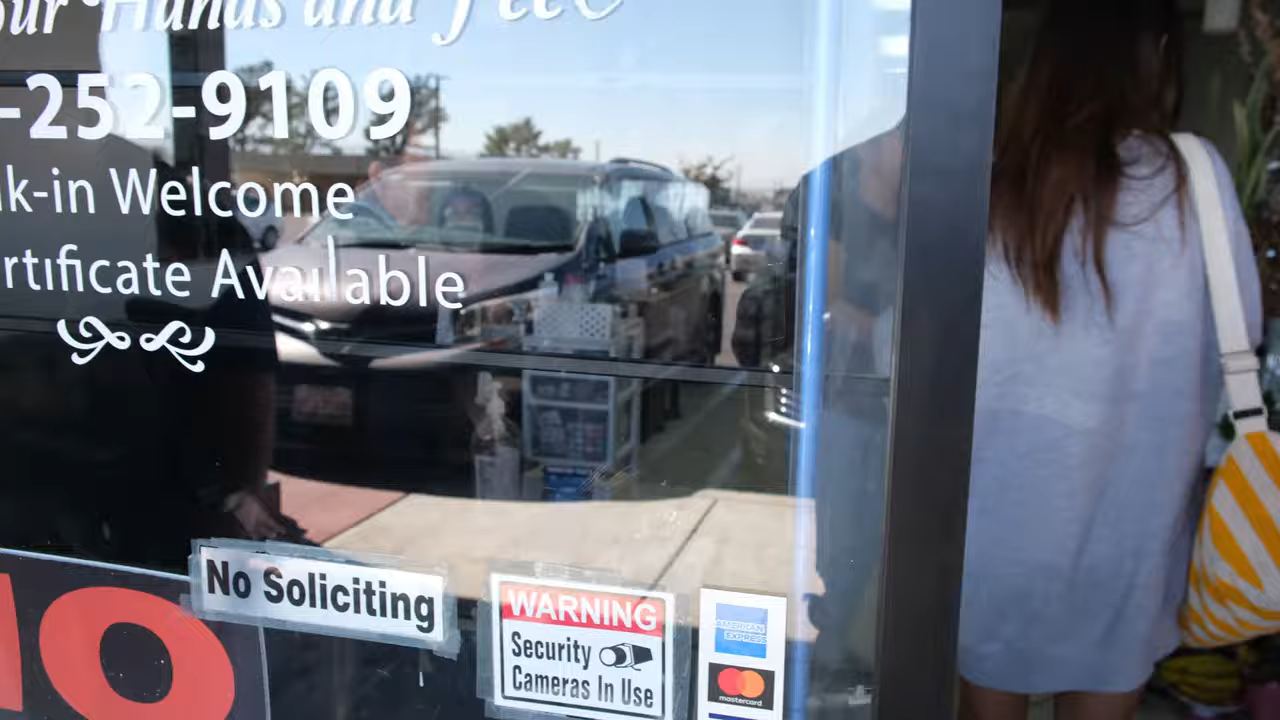 our Hands and Feet
-252-9109
lk-in Welcome
rtificate Available
No Soliciting
WARNING
Security
Cameras In Use
AMERICAN
EXPRESS
mastercard